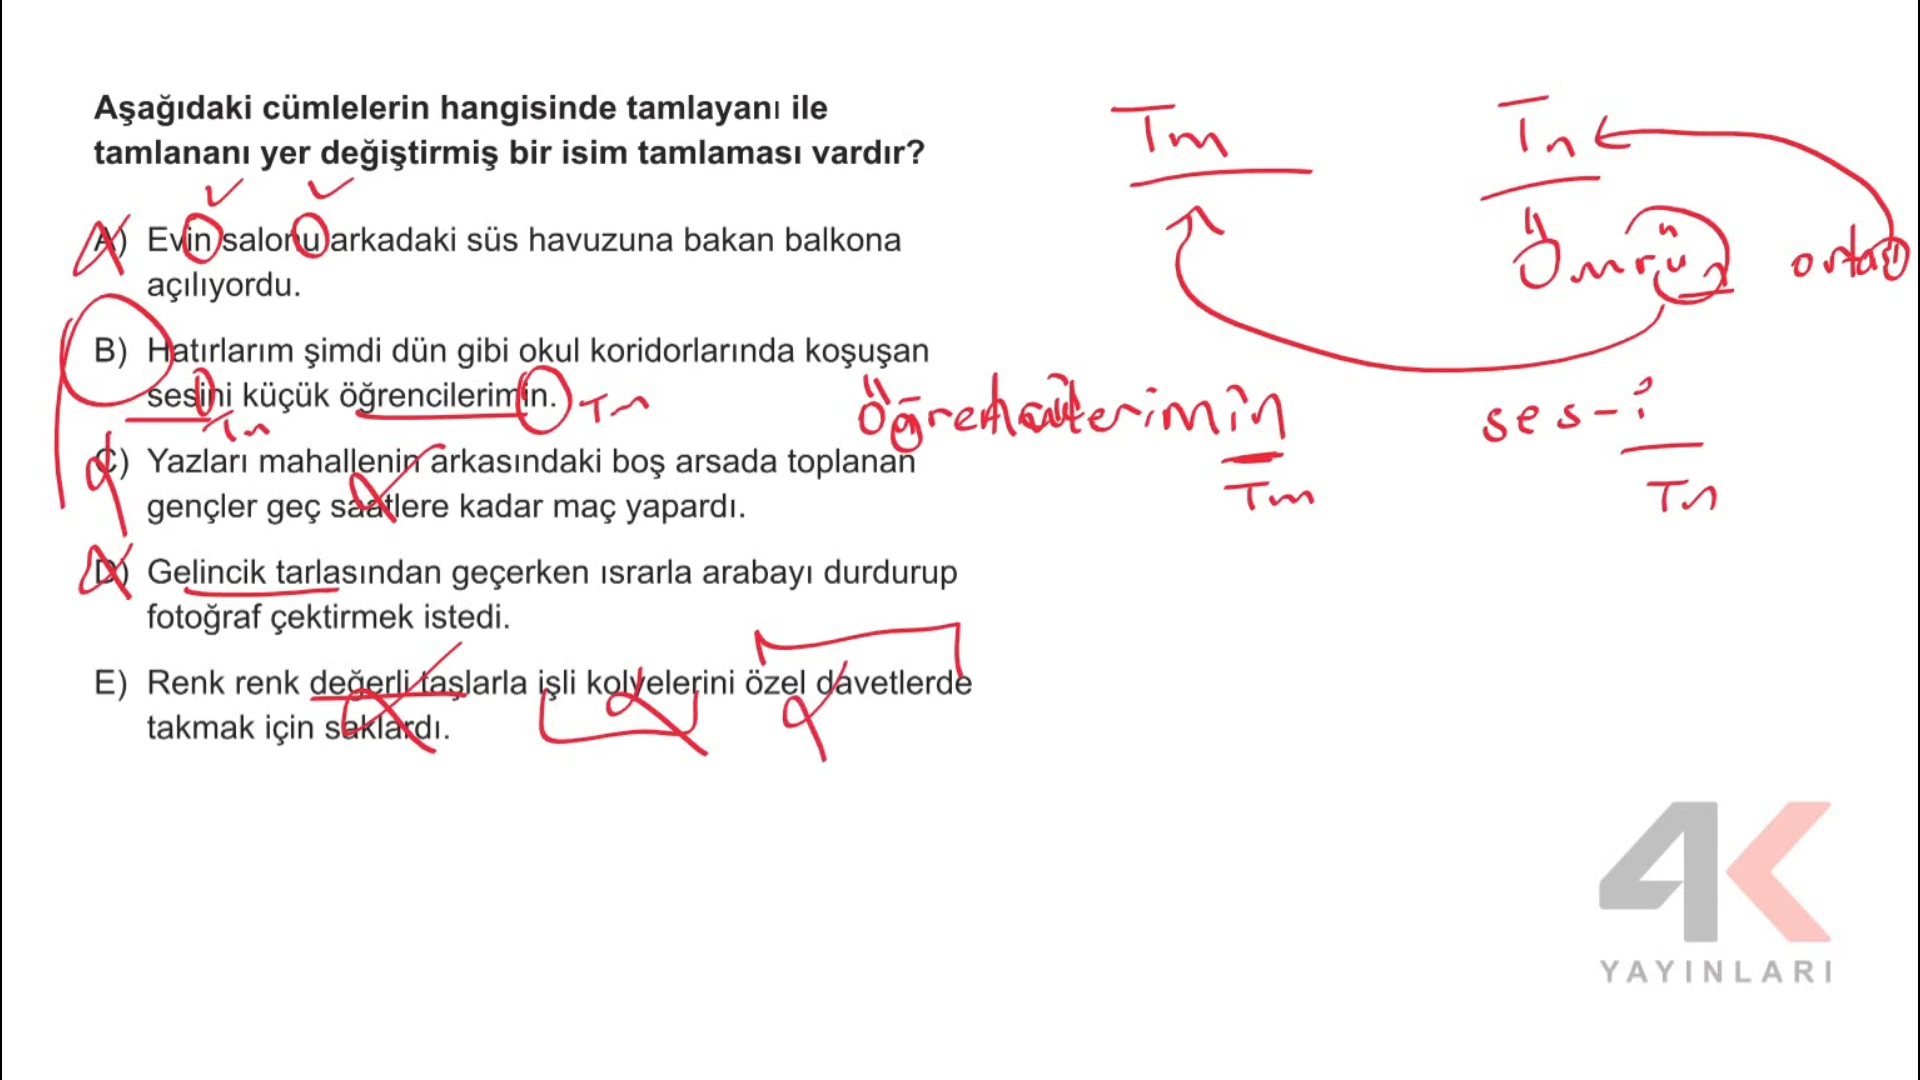 Aşağıdaki cümlelerin hangisinde tamlayanı ile
tamlananı yer değiştirmiş bir isim tamlaması vardır?
A) Evin salonu arkadaki süs havuzuna bakan balkona
açılıyordu.
B) Hatırlarım şimdi dün gibi okul koridorlarında koşuşan
sesini küçük öğrencilerimin.
Tn
Tm
C) Yazları mahallenin arkasındaki boş arsada toplanan
gençler geç saatlere kadar maç yapardı.
D) Gelincik tarlasından geçerken ısrarla arabayı durdurup
fotoğraf çektirmek istedi.
E) Renk renk değerli taşlarla işli kolyelerini özel davetlerde
takmak için saklardı.
Tm Tn
Ömrün ortası
Öğrencilerimin ses-i
Tm Tn
4K
YAYINLARI